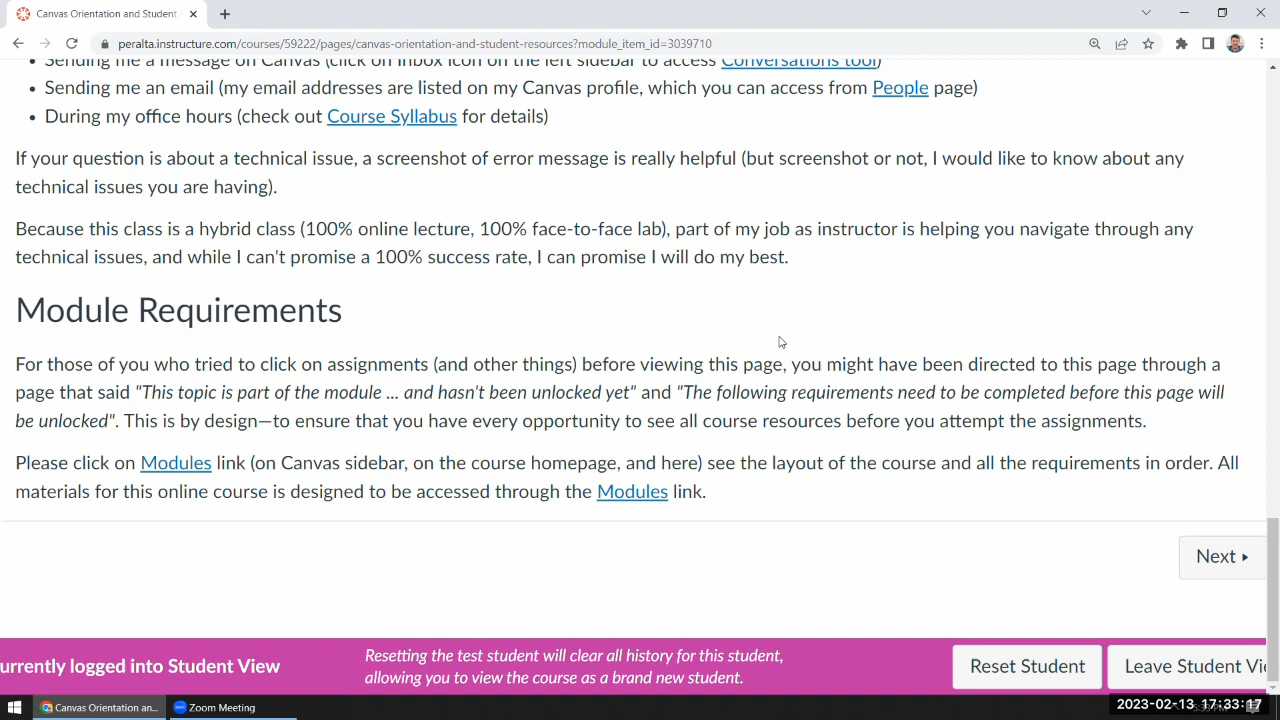 Canvas Orientation and Student
peralta.instructure.com/courses/59222/pages/canvas-orientation-and-student-resources?module_item_id=3039710
Sending me a message on Canvas (click on Inbox icon on the left sidebar to access Conversations tool)
• Sending me an email (my email addresses are listed on my Canvas profile, which you can access from People page)
• During my office hours (check out Course Syllabus for details)
If your question is about a technical issue, a screenshot of error message is really helpful (but screenshot or not, I would like to know about any
technical issues you are having).
Because this class is a hybrid class (100% online lecture, 100% face-to-face lab), part of my job as instructor is helping you navigate through any
technical issues, and while I can't promise a 100% success rate, I can promise I will do my best.
Module Requirements
For those of you who tried to click on assignments (and other things) before viewing this page, you might have been directed to this page through a
page that said "This topic is part of the module ... and hasn't been unlocked yet" and "The following requirements need to be completed before this page will
be unlocked". This is by design—to ensure that you have every opportunity to see all course resources before you attempt the assignments.
Please click on Modules link (on Canvas sidebar, on the course homepage, and here) see the layout of the course and all the requirements in order. All
materials for this online course is designed to be accessed through the Modules link.
Next ▸
urrently logged into Student View
Resetting the test student will clear all history for this student,
allowing you to view the course as a brand new student.
Reset Student
Leave Student Vie
Canvas Orientation an...
Zoom Meeting
2023-02-13 17:33:17